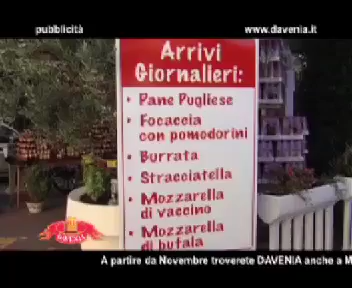 pubblicità
www.davenia.it
Arrivi
Giornalieri:
• Pane Pugliese
• Focaccia
con pomodorini
• Burrata
• Stracciatella
• Mozzarella
di vaccino
• Mozzarella
di bufala
DAVENIA
A partire da Novembre troverete DAVENIA anche a M